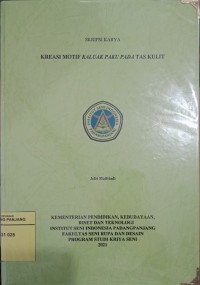 SKRIPSI KARYA
KREASI MOTIF KALUAK PAKU PADA TAS KULIT
KEMENTERIAN PENDIDIKAN, KEBUDAYAAN,
RISET DAN TEKNOLOGI
INSTITUT SENI INDONESIA PADANGPANJANG
FAKULTAS SENI RUPA DAN DESAIN
PROGRAM STUDI KRIYA SENI
2021